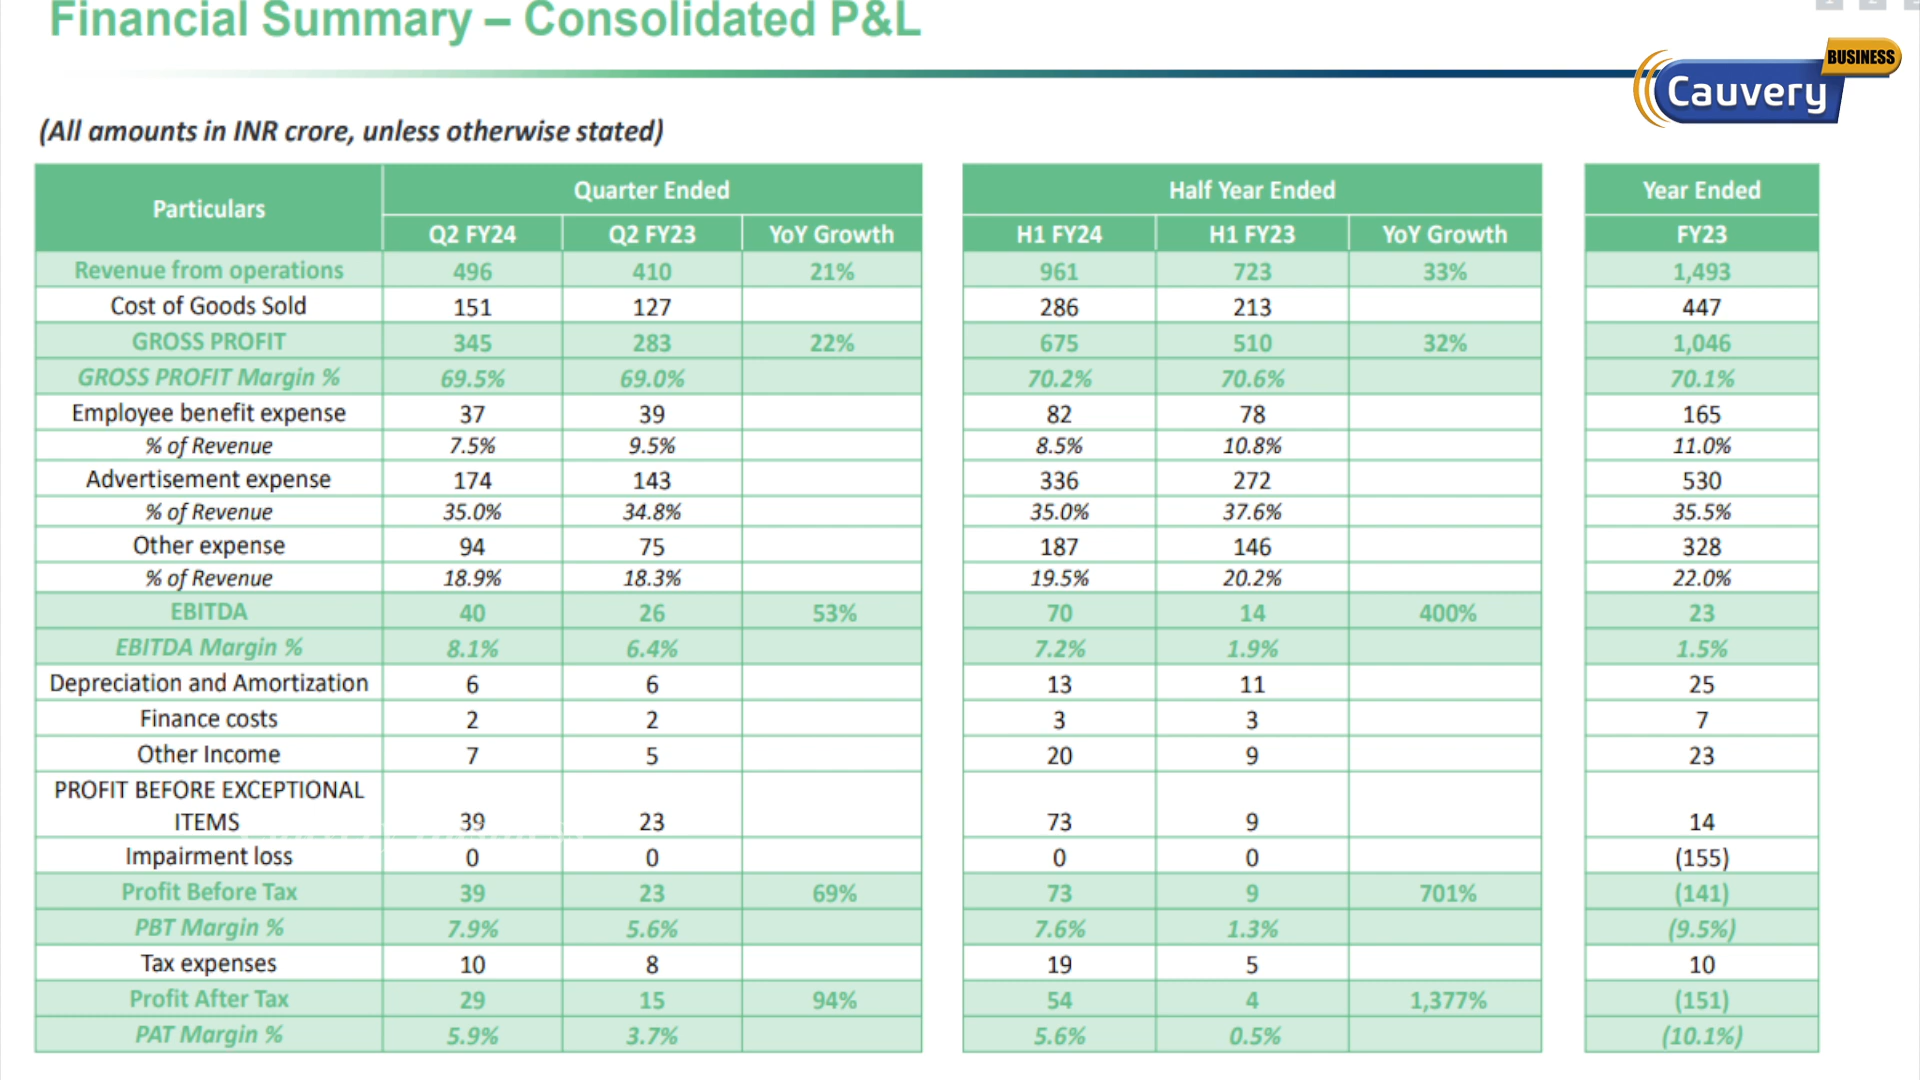 Financial Summary – Consolidated P&L
BUSINESS
Cauvery
(All amounts in INR crore, unless otherwise stated)
Particulars Quarter Ended Half Year Ended Year Ended
Q2 FY24 Q2 FY23 YoY Growth H1 FY24 H1 FY23 YoY Growth FY23
Revenue from operations 496 410 21% 961 723 33% 1,493
Cost of Goods Sold 151 127 286 213 447
GROSS PROFIT 345 283 22% 675 510 32% 1,046
GROSS PROFIT Margin % 69.5% 69.0% 70.2% 70.6% 70.1%
Employee benefit expense 37 39 82 78 165
% of Revenue 7.5% 9.5% 8.5% 10.8% 11.0%
Advertisement expense 174 143 336 272 530
% of Revenue 35.0% 34.8% 35.0% 37.6% 35.5%
Other expense 94 75 187 146 328
% of Revenue 18.9% 18.3% 19.5% 20.2% 22.0%
EBITDA 40 26 53% 70 14 400% 23
EBITDA Margin % 8.1% 6.4% 7.2% 1.9% 1.5%
Depreciation and Amortization 6 6 13 11 25
Finance costs 2 2 3 3 7
Other Income 7 5 20 9 23
PROFIT BEFORE EXCEPTIONAL
ITEMS 39 23 73 9 14
Impairment loss 0 0 0 0 (155)
Profit Before Tax 39 23 69% 73 9 701% (141)
PBT Margin % 7.9% 5.6% 7.6% 1.3% (9.5%)
Tax expenses 10 8 19 5 10
Profit After Tax 29 15 94% 54 4 1,377% (151)
PAT Margin % 5.9% 3.7% 5.6% 0.5% (10.1%)